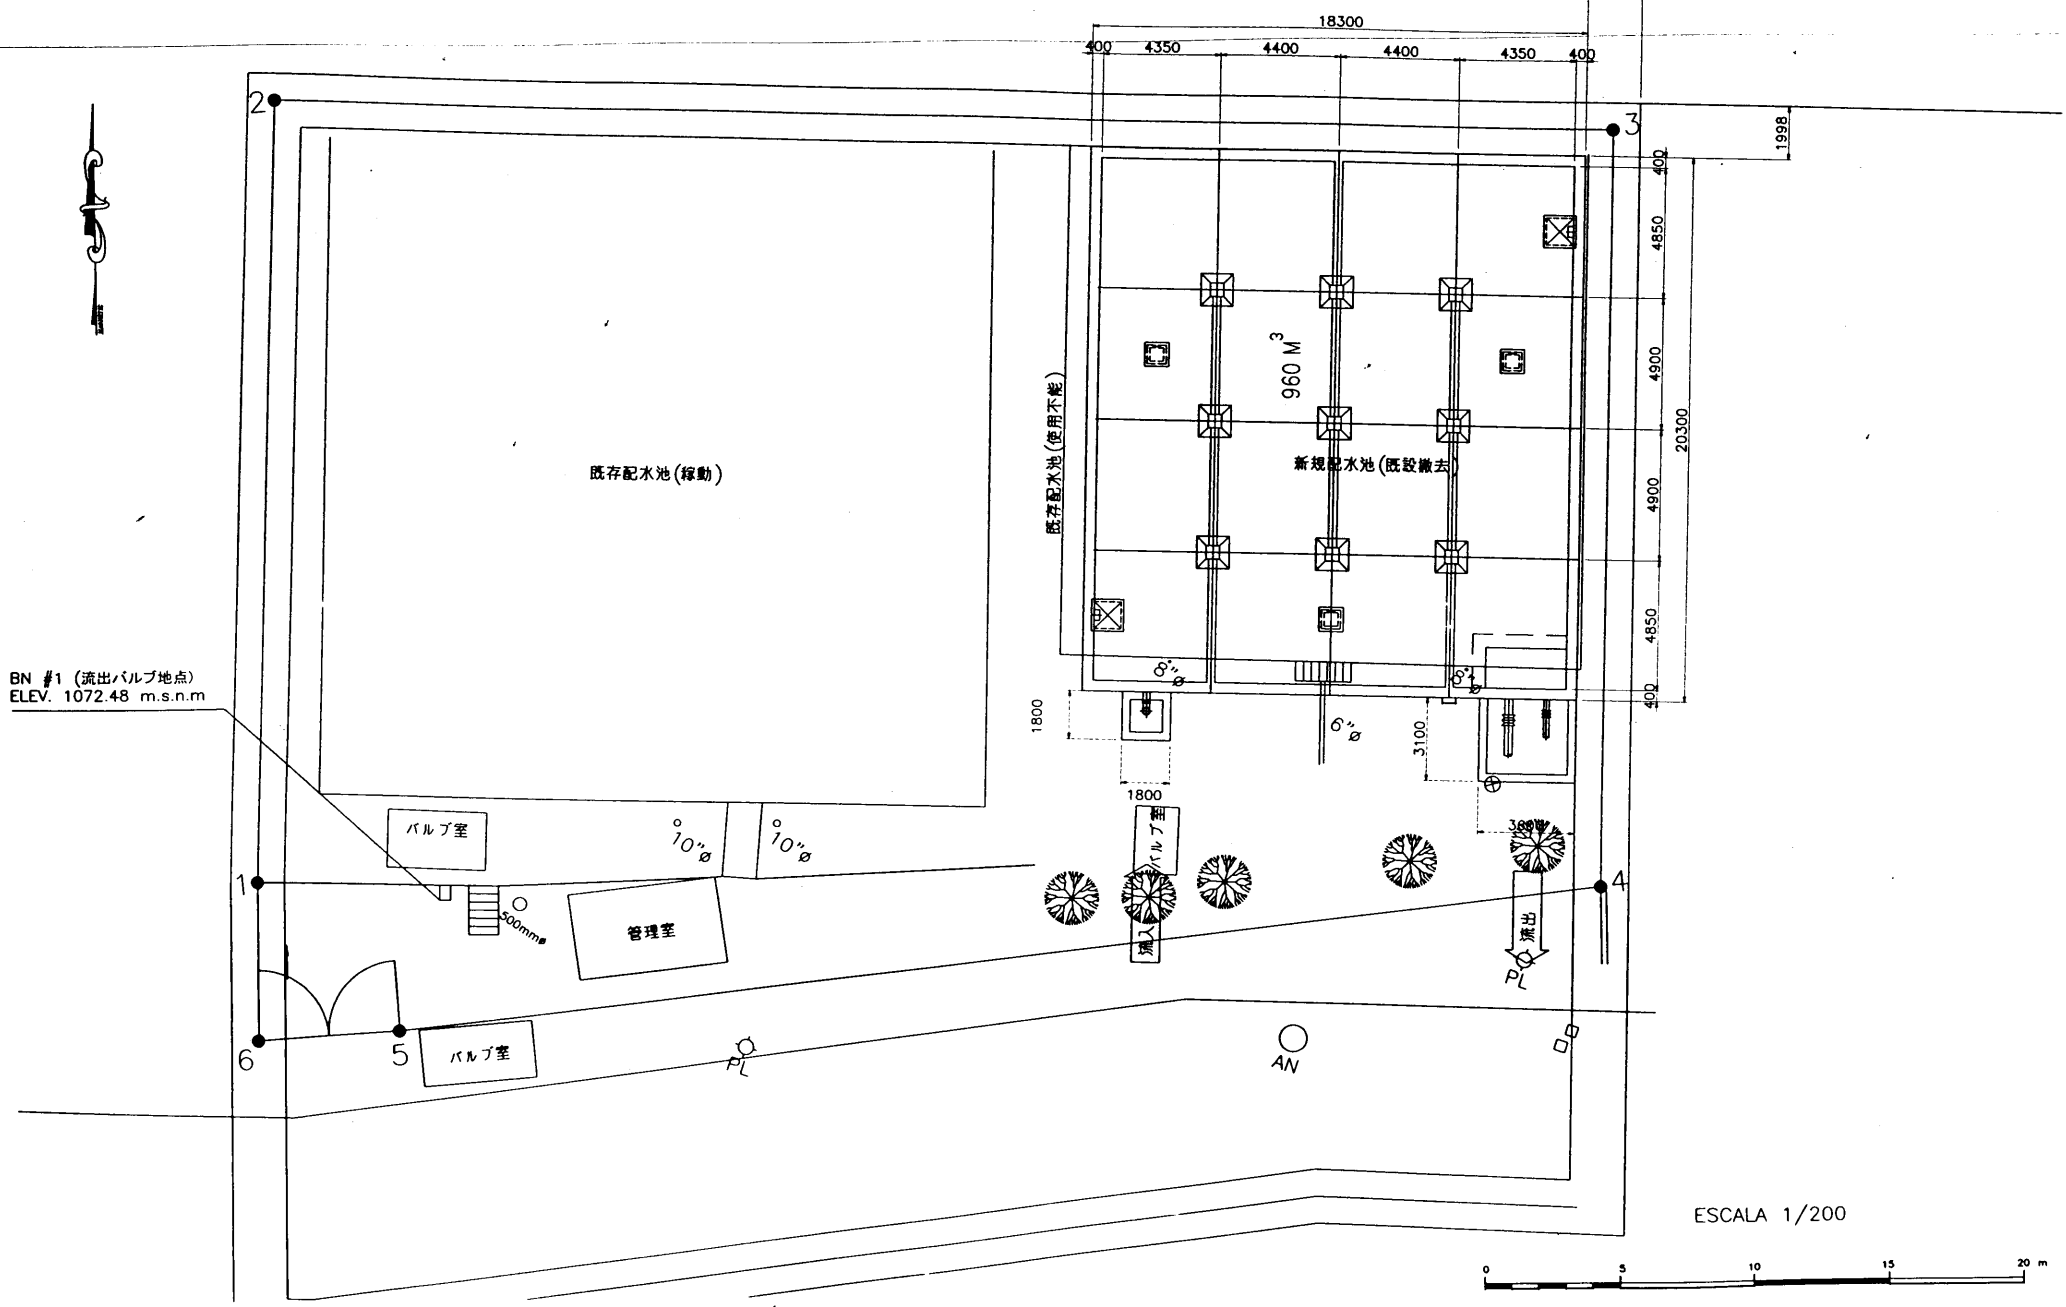 18300
400 4350 4400 4400 4350 400
2
3
1998
400
4850
4900
20300
4900
4850
400
960 M³
既存配水池(使用不能)
新規配水池(既設撤去)
既存配水池(稼動)
BN #1 (流出バルブ地点)
ELEV. 1072.48 m.s.n.m
8"ø
8"ø
6"ø
1800
1800
3100
バルブ室
10"ø
10"ø
バルブ室
1
4
500mmø
管理室
流入
流出
PL
6
5
バルブ室
PL
AN
ESCALA 1/200
0 5 10 15 20 m